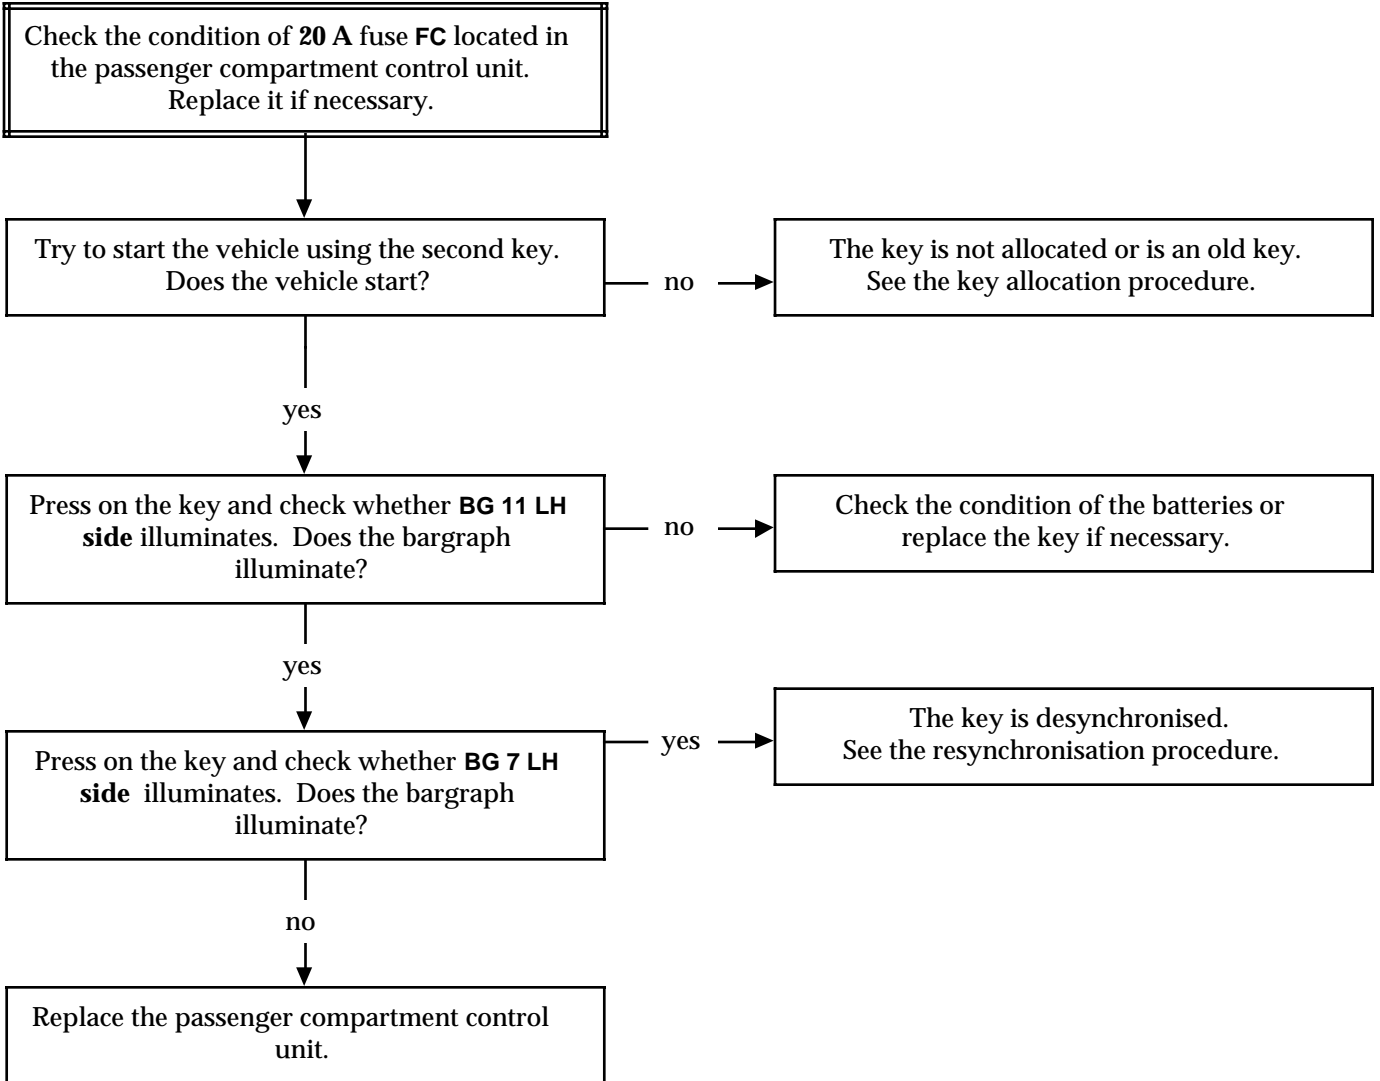 Check the condition of 20 A fuse FC located in
the passenger compartment control unit.
Replace it if necessary.
Try to start the vehicle using the second key.
Does the vehicle start?
no
The key is not allocated or is an old key.
See the key allocation procedure.
yes
Press on the key and check whether BG 11 LH
side illuminates. Does the bargraph
illuminate?
no
Check the condition of the batteries or
replace the key if necessary.
yes
Press on the key and check whether BG 7 LH
side illuminates. Does the bargraph
illuminate?
yes
The key is desynchronised.
See the resynchronisation procedure.
no
Replace the passenger compartment control
unit.